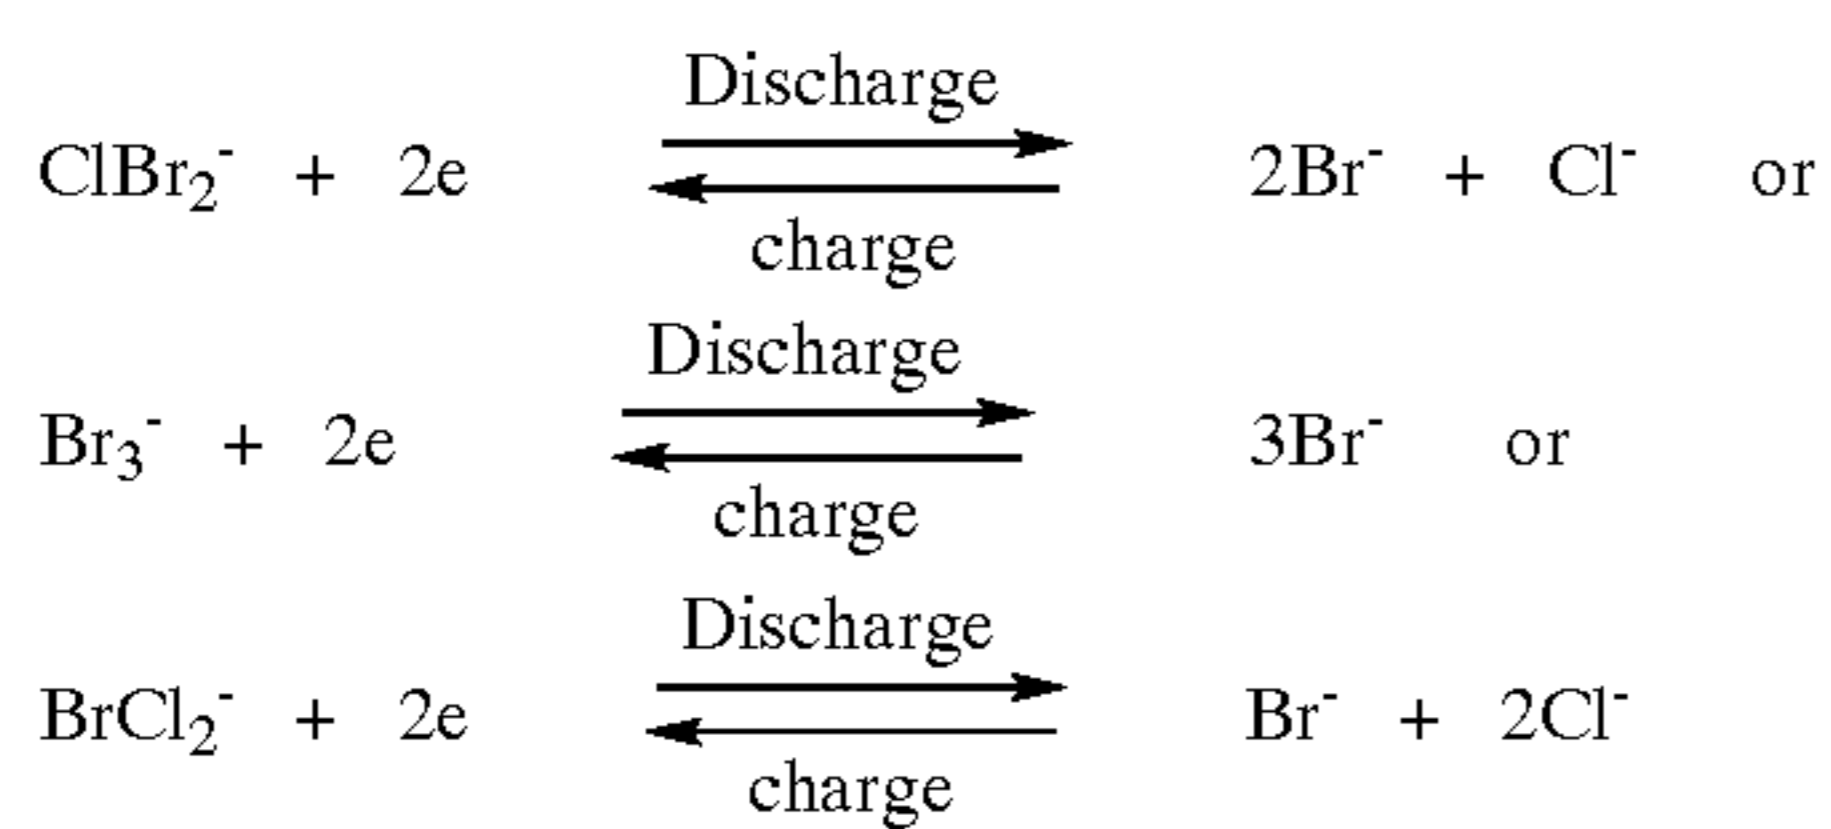 Discharge
ClBr₂⁻ + 2e 2Br⁻ + Cl⁻ or
charge
Discharge
Br₃⁻ + 2e 3Br⁻ or
charge
Discharge
BrCl₂⁻ + 2e Br⁻ + 2Cl⁻
charge